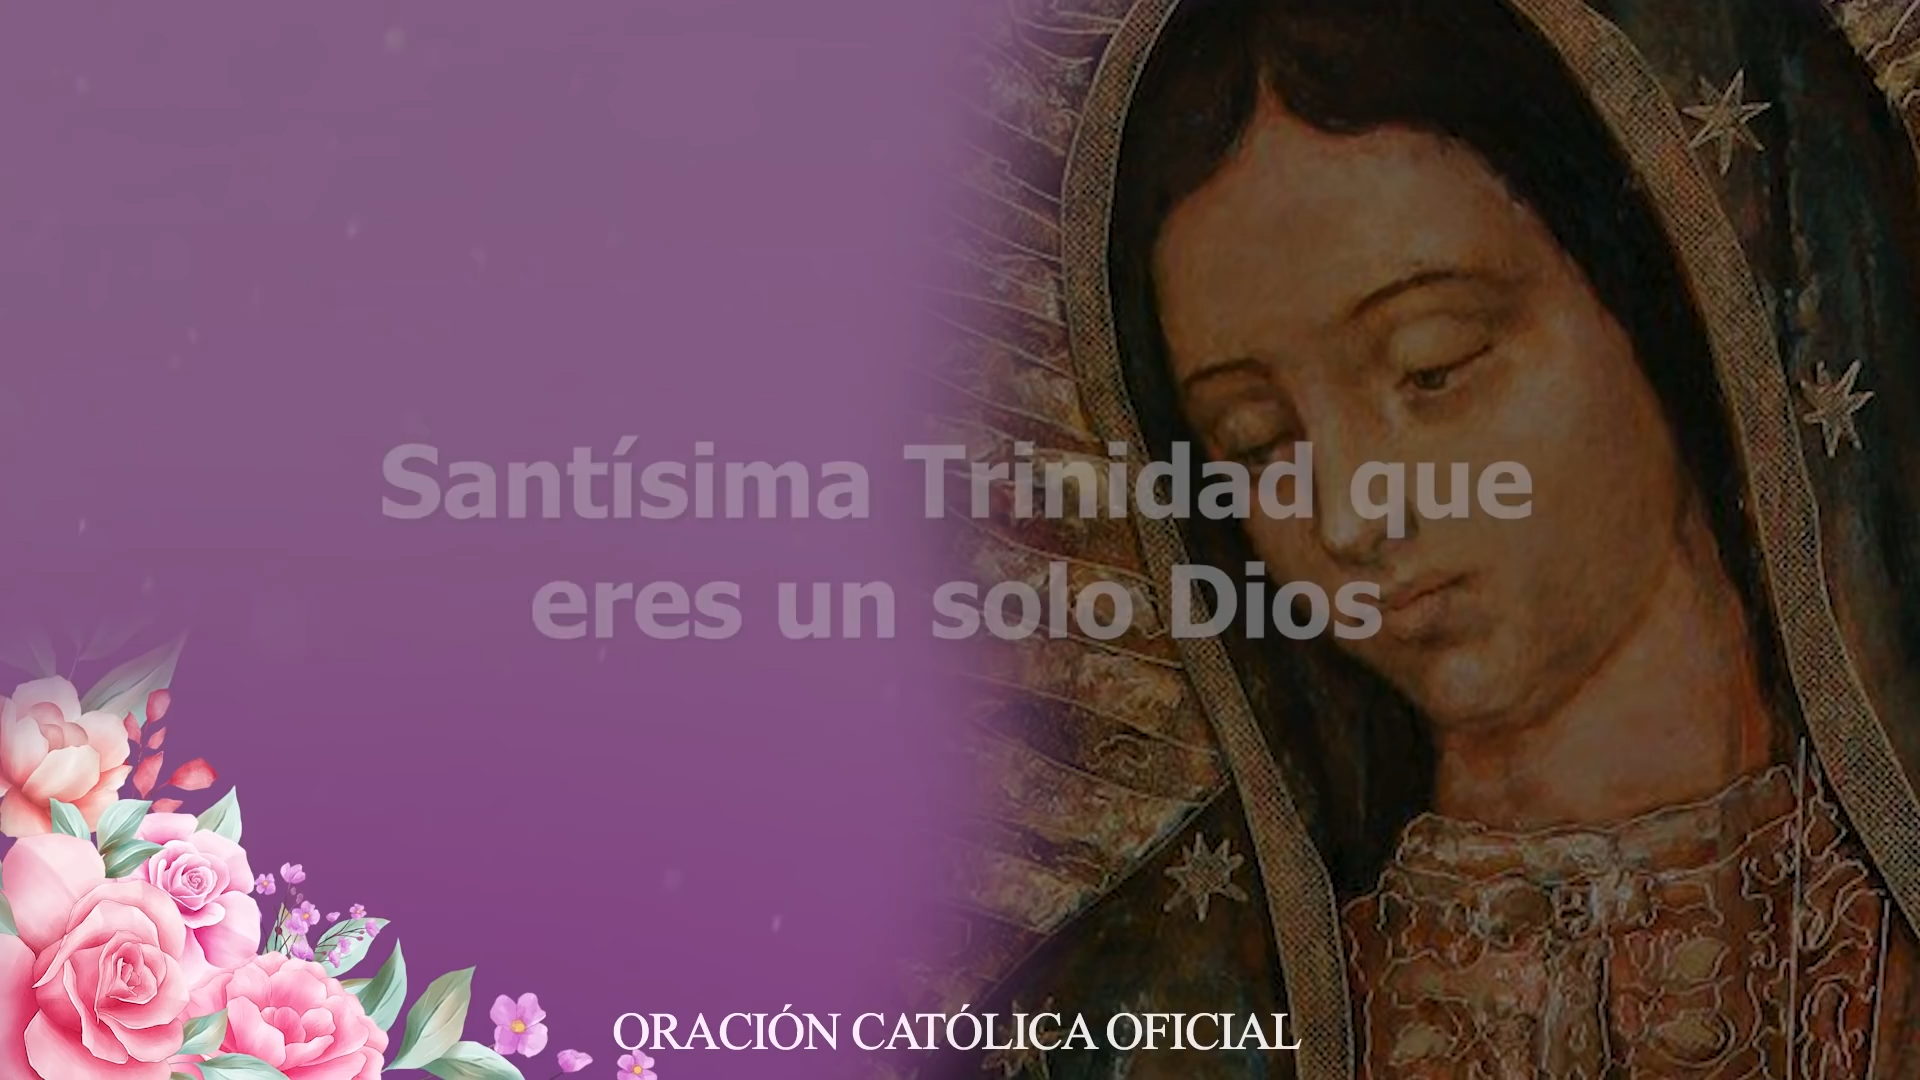 Santísima Trinidad que
eres un solo Dios
ORACIÓN CATÓLICA OFICIAL